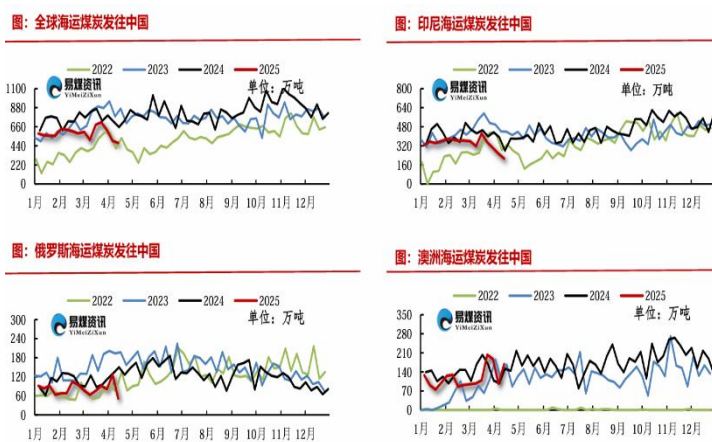 图：全球海运煤炭发往中国
2022 2023 2024 2025
易煤资讯
YiMeiZiXun
单位：万吨
1100
880
660
440
220
0
1月 2月 3月 4月 5月 6月 7月 8月 9月 10月 11月 12月
图：印尼海运煤炭发往中国
2022 2023 2024 2025
易煤资讯
YiMeiZiXun
单位：万吨
800
640
480
320
160
0
1月 2月 3月 4月 5月 6月 7月 8月 9月 10月 11月 12月
图：俄罗斯海运煤炭发往中国
2022 2023 2024 2025
易煤资讯
YiMeiZiXun
单位：万吨
300
240
180
120
60
0
1月 2月 3月 4月 5月 6月 7月 8月 9月 10月 11月 12月
图：澳洲海运煤炭发往中国
2022 2023 2024 2025
易煤资讯
YiMeiZiXun
单位：万吨
350
280
210
140
70
0
1月 2月 3月 4月 5月 6月 7月 8月 9月 10月 11月 12月